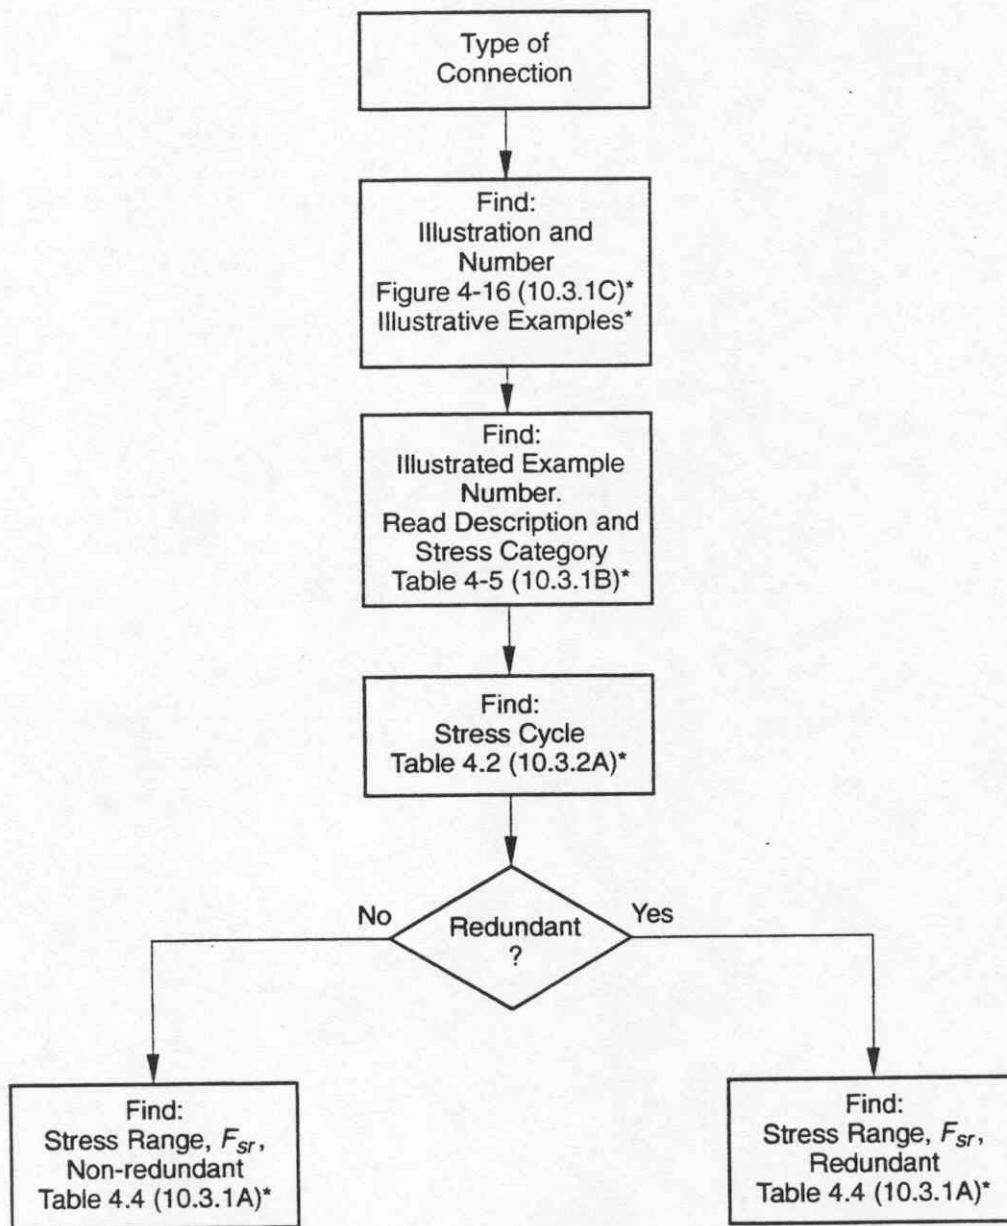 Type of
Connection
Find:
Illustration and
Number
Figure 4-16 (10.3.1C)*
Illustrative Examples*
Find:
Illustrated Example
Number.
Read Description and
Stress Category
Table 4-5 (10.3.1B)*
Find:
Stress Cycle
Table 4.2 (10.3.2A)*
No
Redundant
?
Yes
Find:
Stress Range, Fsr,
Non-redundant
Table 4.4 (10.3.1A)*
Find:
Stress Range, Fsr,
Redundant
Table 4.4 (10.3.1A)*